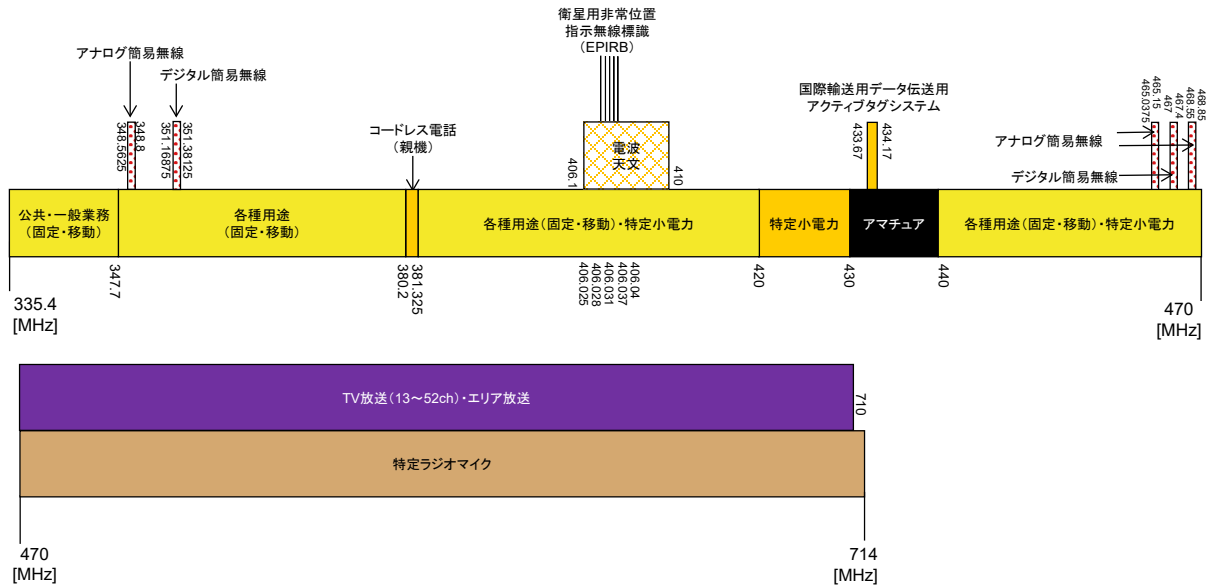 衛星用非常位置
指示無線標識
(EPIRB)
アナログ簡易無線
デジタル簡易無線
348.8
348.5625
351.38125
351.16875
コードレス電話
(親機)
406.1
電波
天文
410
国際輸送用データ伝送用
アクティブタグシステム
434.17
433.67
アナログ簡易無線
デジタル簡易無線
468.85
468.55
467.4
467
465.15
465.0375
公共・一般業務
(固定・移動)
各種用途
(固定・移動)
各種用途(固定・移動)・特定小電力
特定小電力
アマチュア
各種用途(固定・移動)・特定小電力
335.4
[MHz]
347.7
381.325
380.2
406.04
406.037
406.031
406.028
406.025
420
430
440
470
[MHz]
TV放送(13~52ch)・エリア放送
710
特定ラジオマイク
470
[MHz]
714
[MHz]